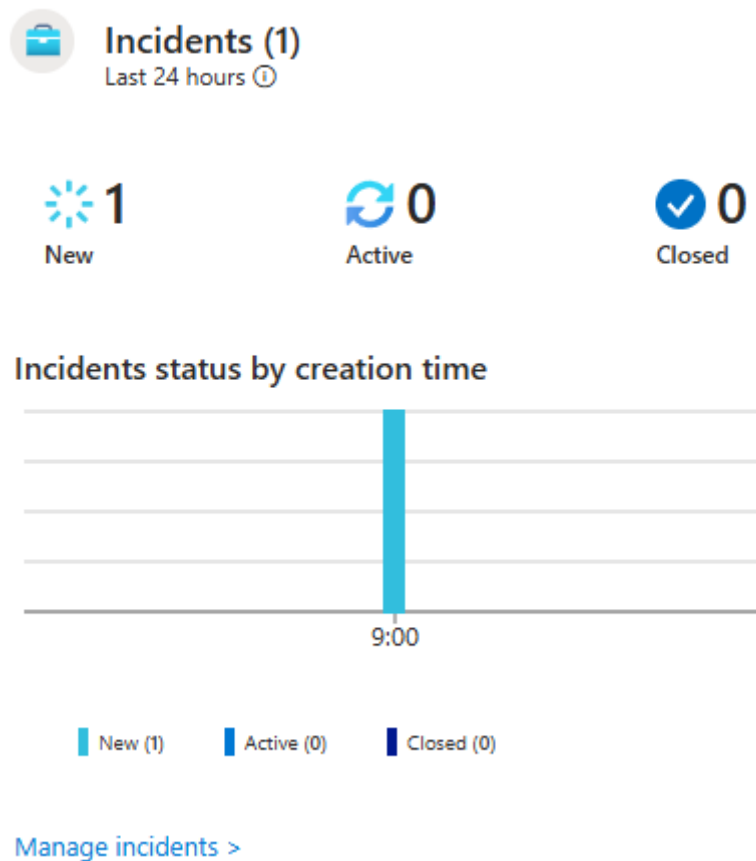 Incidents (1)
Last 24 hours ⓘ
1 0 0
New Active Closed
Incidents status by creation time
9:00
New (1) Active (0) Closed (0)
Manage incidents >